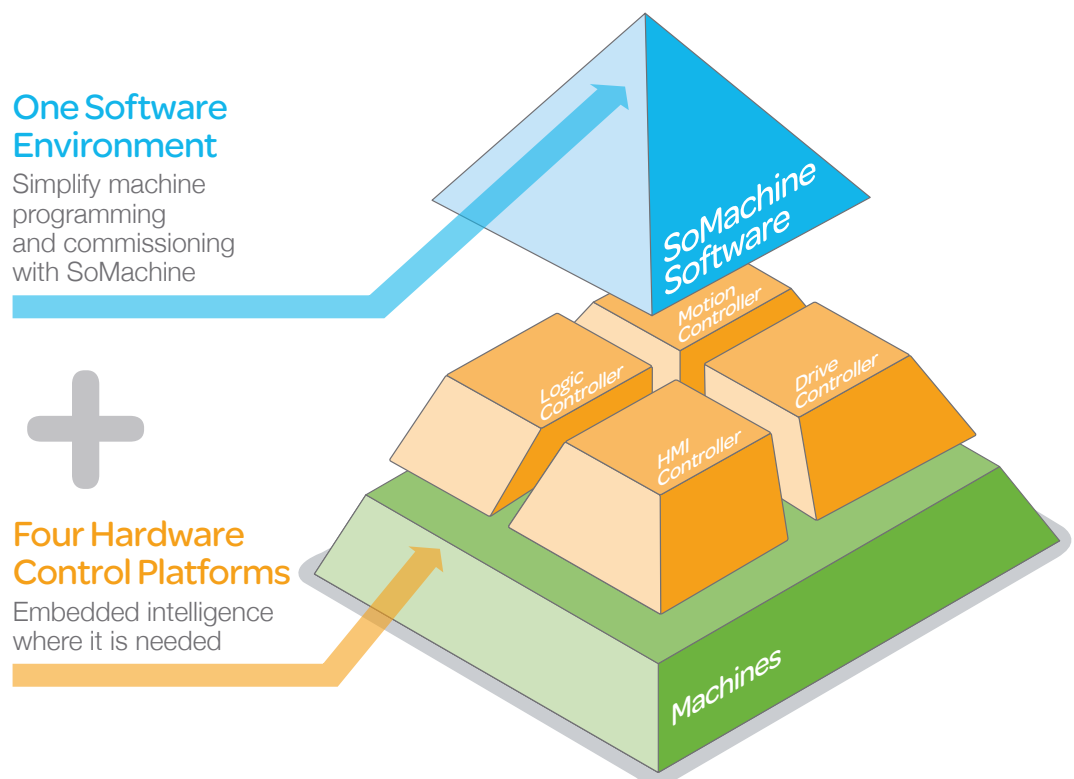 One Software
Environment
Simplify machine
programming
and commissioning
with SoMachine
SoMachine
Software
Motion
Controller
Logic
Controller
Drive
Controller
HMI
Controller
Four Hardware
Control Platforms
Embedded intelligence
where it is needed
Machines